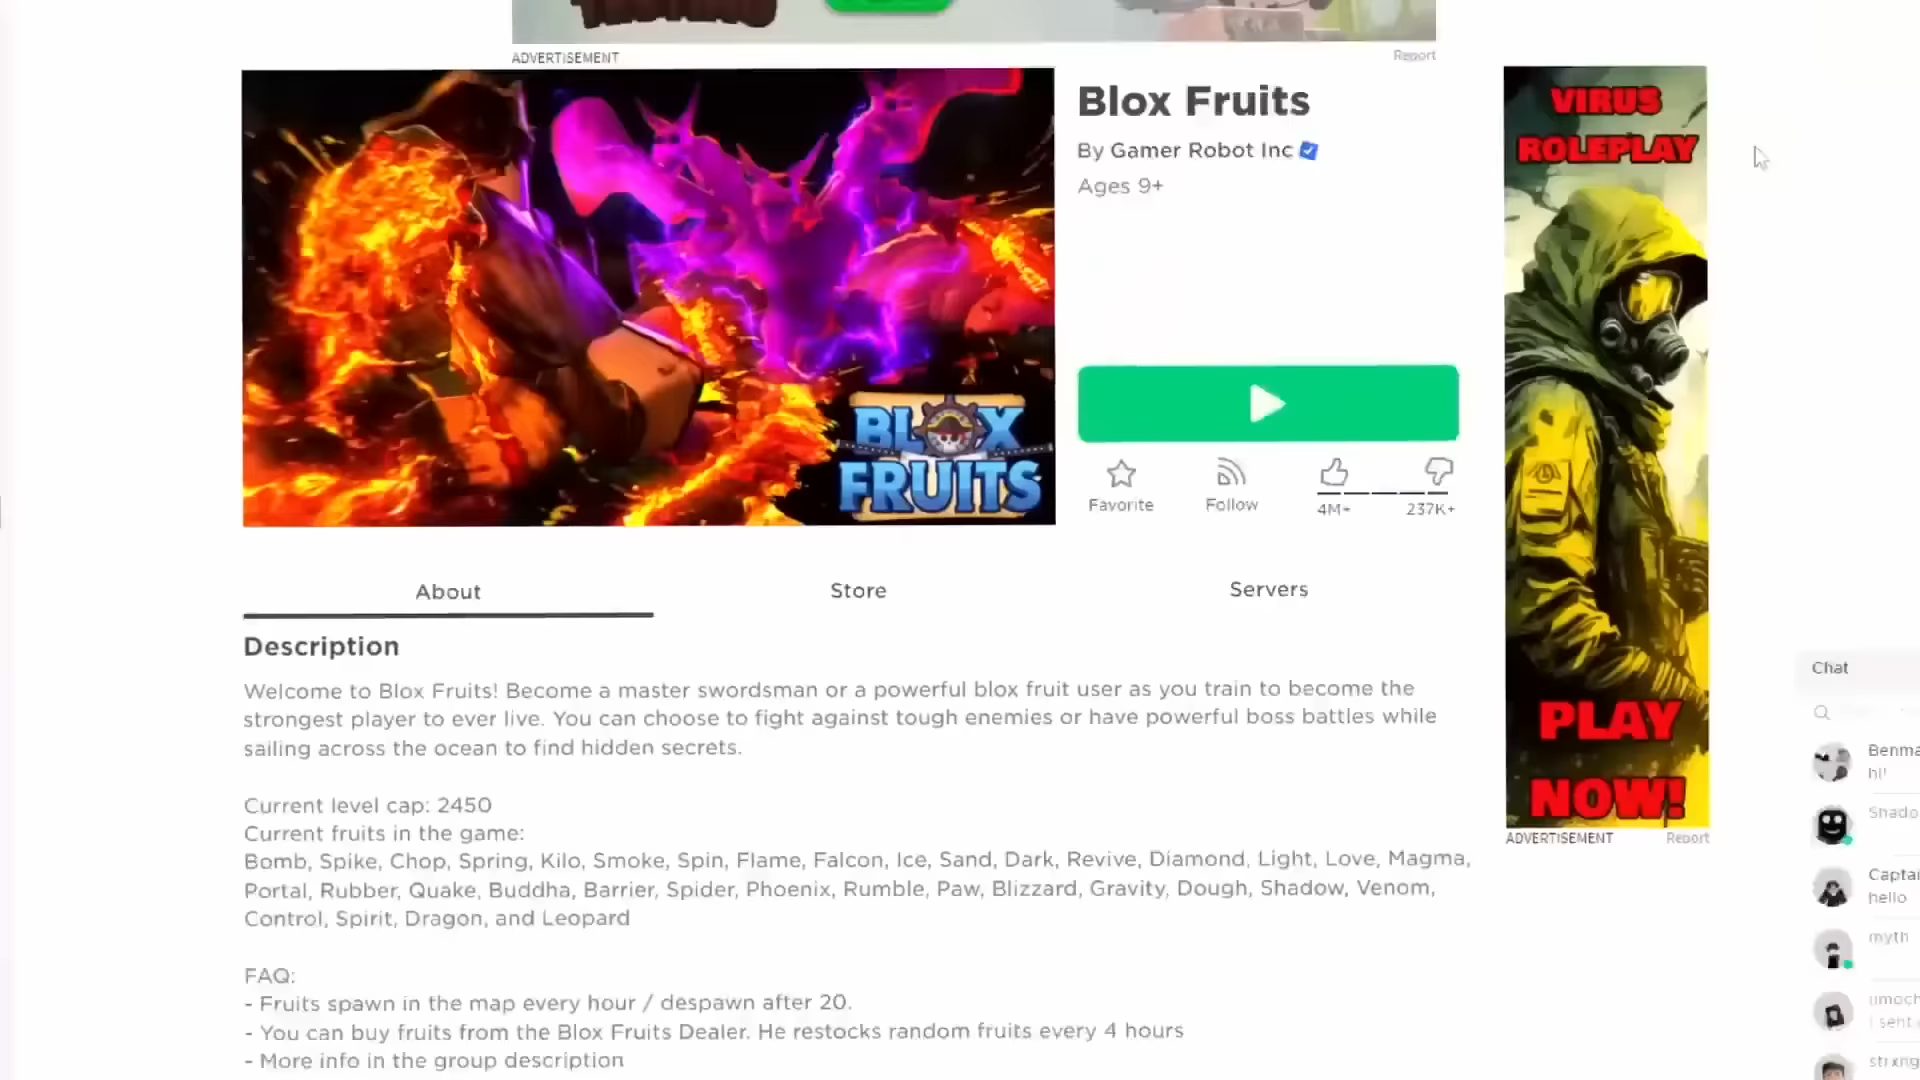 ADVERTISEMENT
Report
Blox Fruits
By Gamer Robot Inc
Ages 9+
BLOX
FRUITS
Favorite
Follow
4M+
237K+
VIRUS
ROLEPLAY
PLAY
NOW!
ADVERTISEMENT
Report
About
Store
Servers
Description
Welcome to Blox Fruits! Become a master swordsman or a powerful blox fruit user as you train to become the
strongest player to ever live. You can choose to fight against tough enemies or have powerful boss battles while
sailing across the ocean to find hidden secrets.
Current level cap: 2450
Current fruits in the game:
Bomb, Spike, Chop, Spring, Kilo, Smoke, Spin, Flame, Falcon, Ice, Sand, Dark, Revive, Diamond, Light, Love, Magma,
Portal, Rubber, Quake, Buddha, Barrier, Spider, Phoenix, Rumble, Paw, Blizzard, Gravity, Dough, Shadow, Venom,
Control, Spirit, Dragon, and Leopard
FAQ:
- Fruits spawn in the map every hour / despawn after 20.
- You can buy fruits from the Blox Fruits Dealer. He restocks random fruits every 4 hours
- More info in the group description
Chat
Benma
hi!
Shado
Captai
hello
myth
i sent